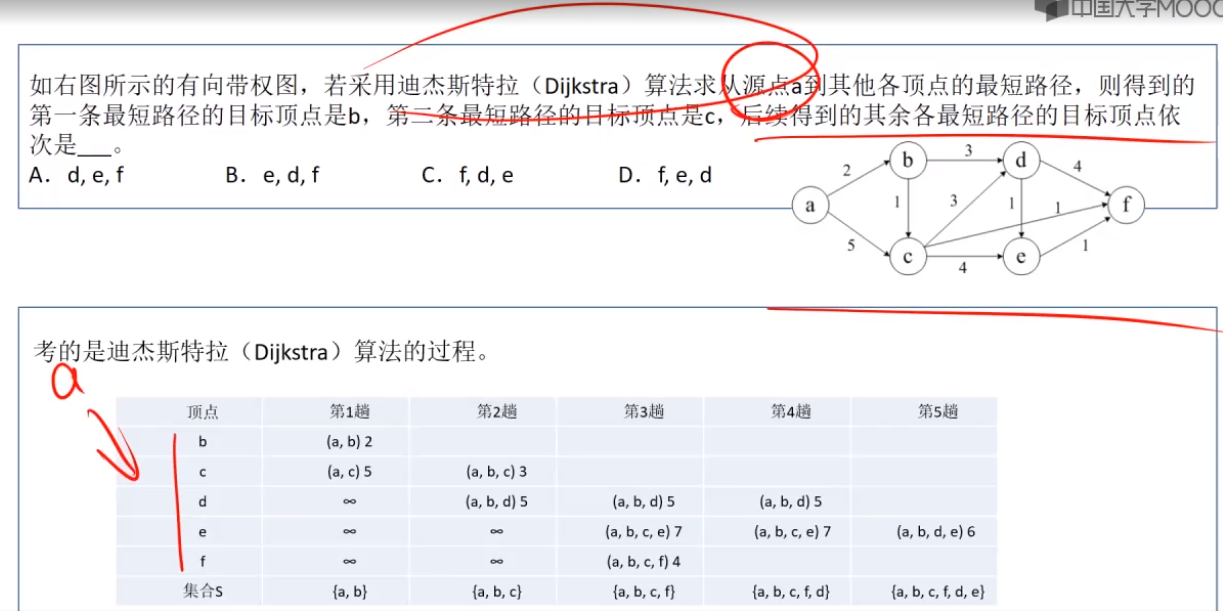 中国大学MOOC
如右图所示的有向带权图，若采用迪杰斯特拉（Dijkstra）算法求从源点a到其他各顶点的最短路径，则得到的
第一条最短路径的目标顶点是b，第二条最短路径的目标顶点是c，后续得到的其余各最短路径的目标顶点依
次是___。
A．d, e, f B．e, d, f C．f, d, e D．f, e, d
b 3 d
2 4
a 1 3 1 1 f
5 1
c 4 e
考的是迪杰斯特拉（Dijkstra）算法的过程。
a
顶点 第1趟 第2趟 第3趟 第4趟 第5趟
b (a, b) 2
c (a, c) 5 (a, b, c) 3
d ∞ (a, b, d) 5 (a, b, d) 5 (a, b, d) 5
e ∞ ∞ (a, b, c, e) 7 (a, b, c, e) 7 (a, b, d, e) 6
f ∞ ∞ (a, b, c, f) 4
集合S {a, b} {a, b, c} {a, b, c, f} {a, b, c, f, d} {a, b, c, f, d, e}